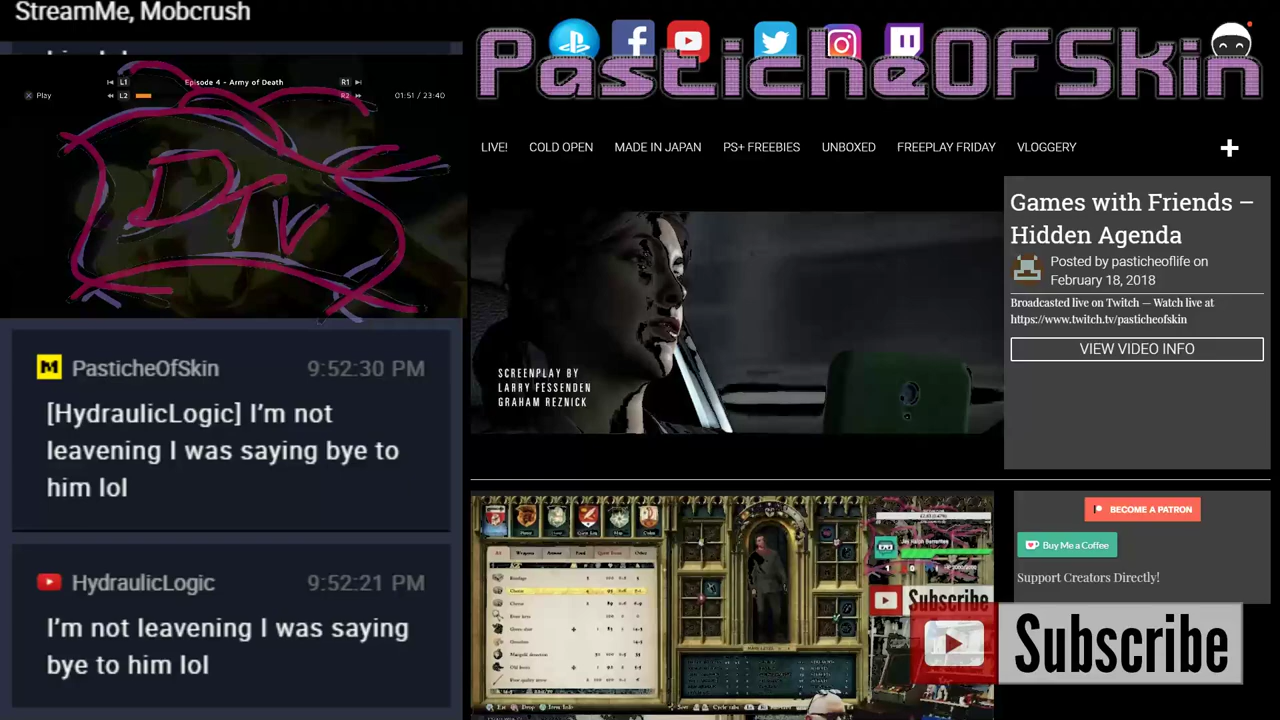 StreamMe, Mobcrush
L1
Episode 4 - Army of Death
R1
Play
L2
R2
01:51 / 23:40
DTV
PasticheOfSkin
9:52:30 PM
[HydraulicLogic] I'm not
leavening I was saying bye to
him lol
HydraulicLogic
9:52:21 PM
I'm not leavening I was saying
bye to him lol
PasticheOFSkin
LIVE!
COLD OPEN
MADE IN JAPAN
PS+ FREEBIES
UNBOXED
FREEPLAY FRIDAY
VLOGGERY
SCREENPLAY BY
LARRY FESSENDEN
GRAHAM REZNICK
Games with Friends –
Hidden Agenda
Posted by pasticheoflife on
February 18, 2018
Broadcasted live on Twitch — Watch live at
https://www.twitch.tv/pasticheofskin
VIEW VIDEO INFO
BECOME A PATRON
Buy Me a Coffee
Support Creators Directly!
Subscribe
Subscribe